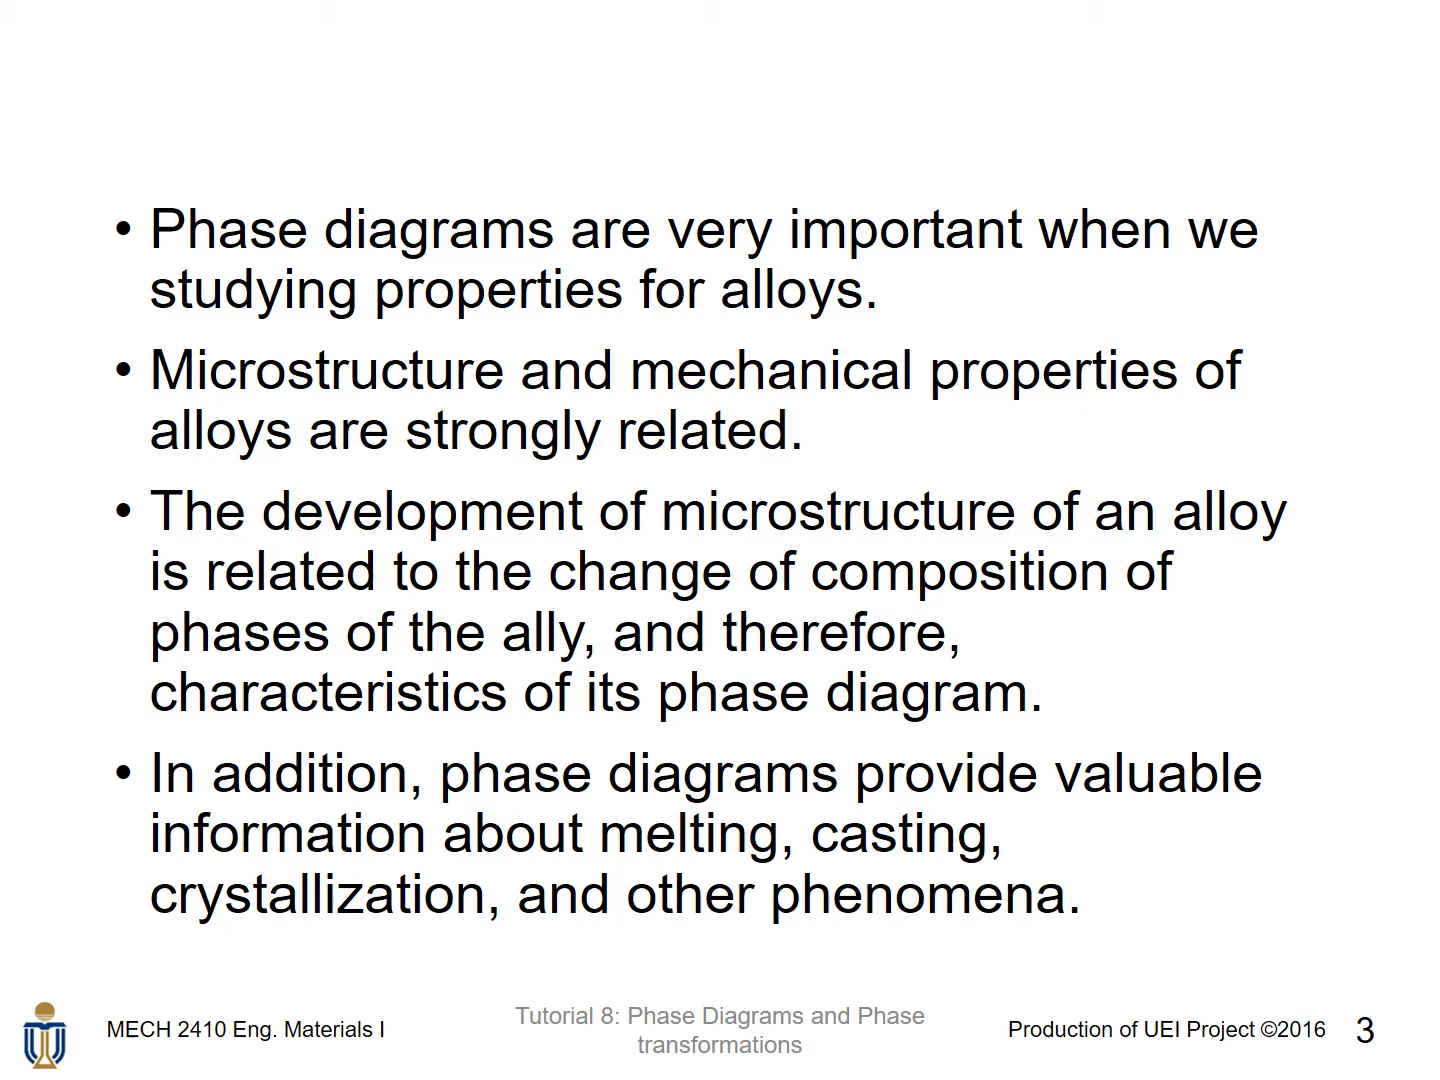 • Phase diagrams are very important when we
studying properties for alloys.
• Microstructure and mechanical properties of
alloys are strongly related.
• The development of microstructure of an alloy
is related to the change of composition of
phases of the ally, and therefore,
characteristics of its phase diagram.
• In addition, phase diagrams provide valuable
information about melting, casting,
crystallization, and other phenomena.
MECH 2410 Eng. Materials I
Tutorial 8: Phase Diagrams and Phase
transformations
Production of UEI Project ©2016
3